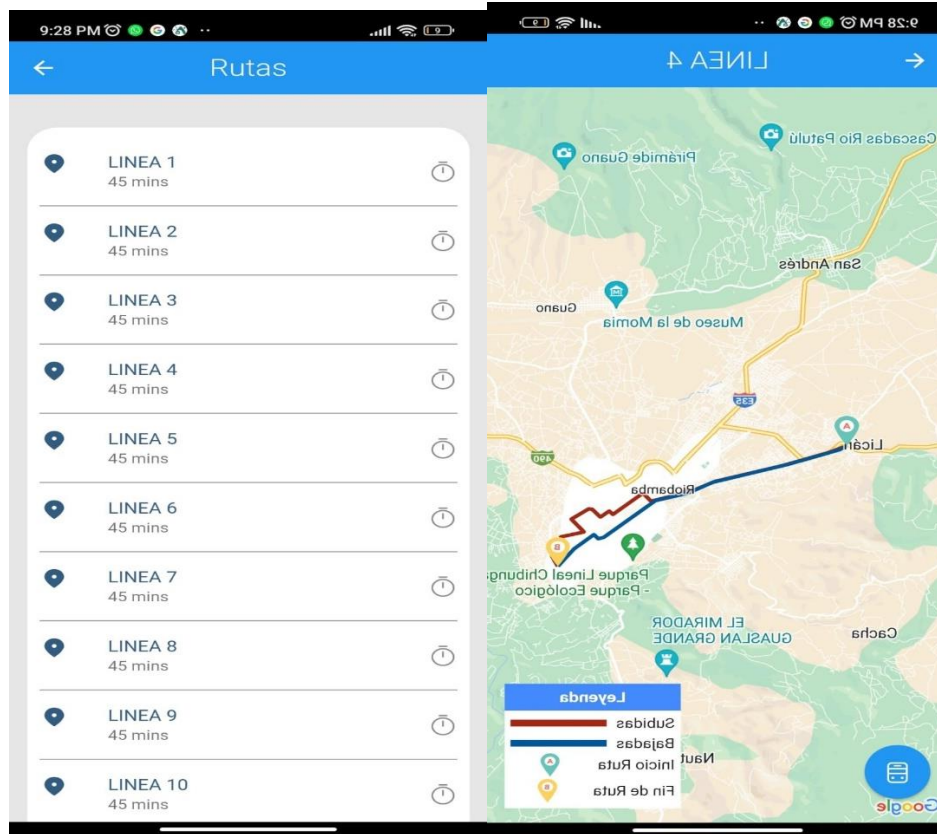 9:28 PM
Rutas
LINEA 1
45 mins
LINEA 2
45 mins
LINEA 3
45 mins
LINEA 4
45 mins
LINEA 5
45 mins
LINEA 6
45 mins
LINEA 7
45 mins
LINEA 8
45 mins
LINEA 9
45 mins
LINEA 10
45 mins
9:28 PM
LINEA 4
Cascadas Rio Patulú
Pirámide Guano
San Andrés
Guano
Museo de la Momia
E35
A
Licán
490
Riobamba
B
Parque Lineal Chibunga
- Parque Ecológico
EL MIRADOR
GUASLAN GRANDE
Cacha
Leyenda
Subidas
Bajadas
A Inicio Ruta
B Fin de Ruta
Google